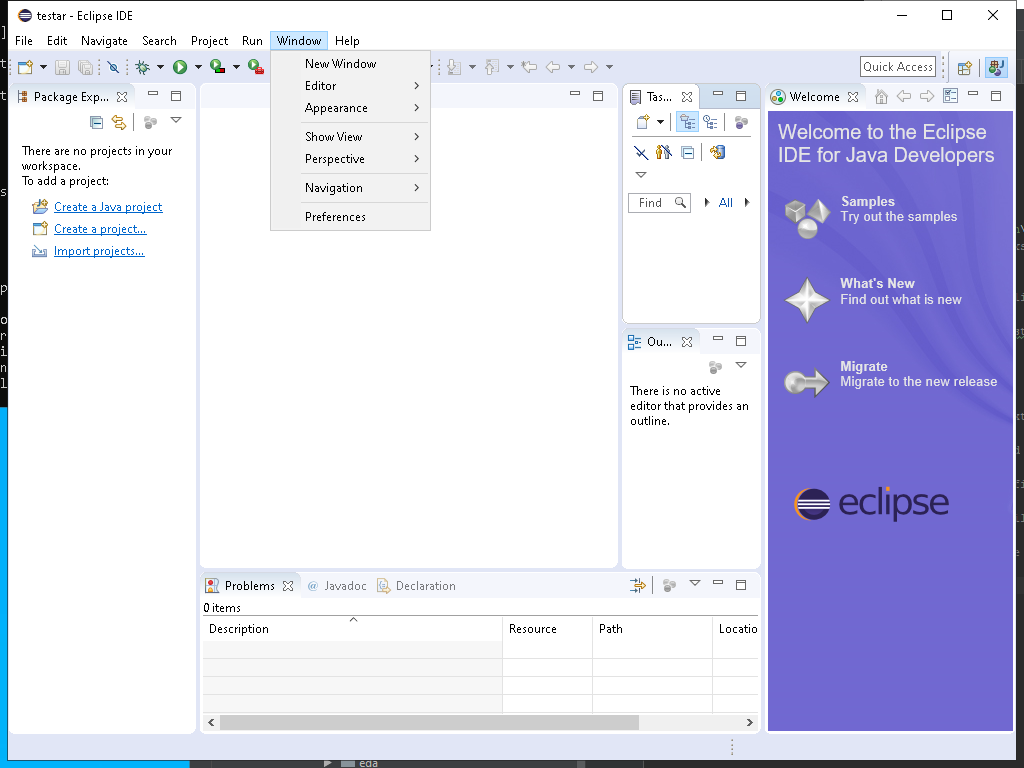 testar - Eclipse IDE
File Edit Navigate Search Project Run Window Help
New Window
Editor
Appearance
Show View
Perspective
Navigation
Preferences
Quick Access
Package Exp...
There are no projects in your
workspace.
To add a project:
Create a Java project
Create a project...
Import projects...
Tas...
Find
All
Ou...
There is no active
editor that provides an
outline.
Welcome
Welcome to the Eclipse
IDE for Java Developers
Samples
Try out the samples
What's New
Find out what is new
Migrate
Migrate to the new release
eclipse
Problems @ Javadoc Declaration
0 items
Description Resource Path Locatio
eda